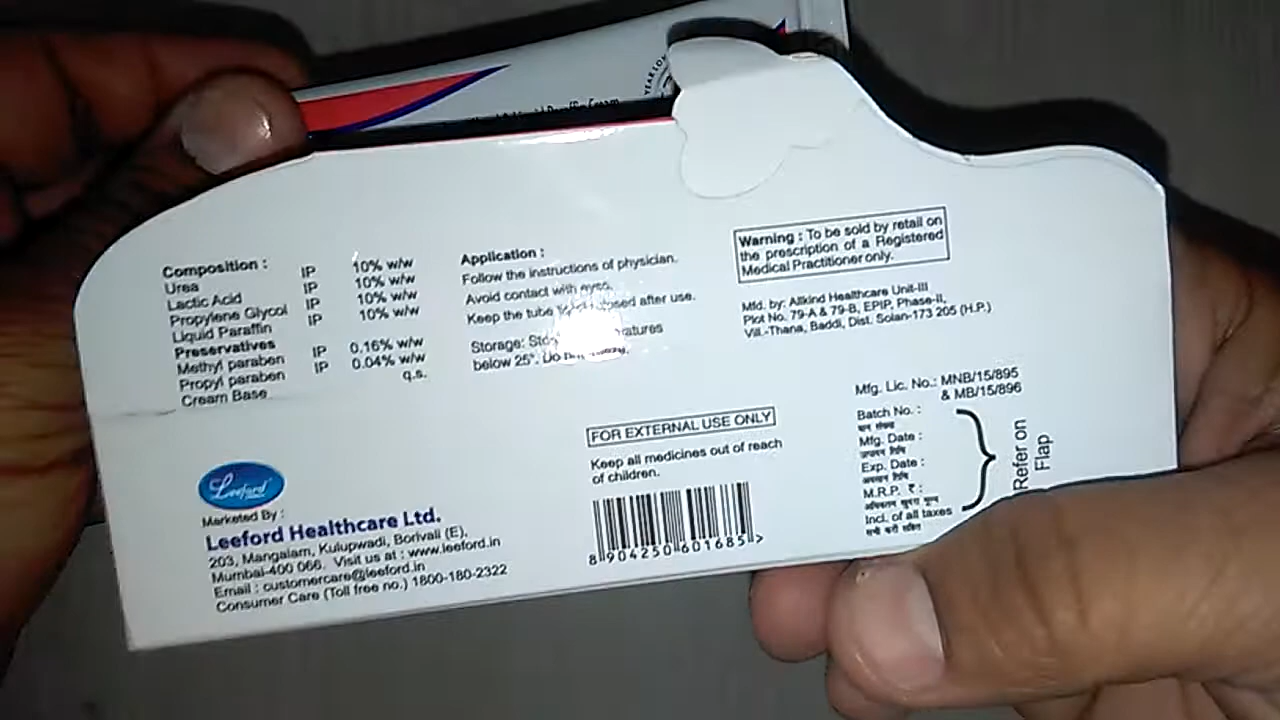 Composition :
Urea IP 10% w/w
Lactic Acid IP 10% w/w
Propylene Glycol IP 10% w/w
Liquid Paraffin IP 10% w/w
Preservatives
Methyl paraben IP 0.16% w/w
Propyl paraben IP 0.04% w/w
Cream Base q.s.
Application :
Follow the instructions of physician.
Avoid contact with eyes.
Keep the tube closed after use.
Storage:
below 25°. Do
Warning : To be sold by retail on
the prescription of a Registered
Medical Practitioner only.
Mfd. by: Allkind Healthcare Unit-III
Plot No. 79-A & 79-B, EPIP, Phase-II,
Vill.-Thana, Baddi, Dist. Solan-173 205 (H.P.)
Mfg. Lic. No.: MNB/15/895
& MB/15/896
Batch No. :
Mfg. Date :
Exp. Date :
M.R.P. ₹ :
Incl. of all taxes
सभी करों सहित
Refer on
Flap
FOR EXTERNAL USE ONLY
Keep all medicines out of reach
of children.
8 904250 601685 >
Leeford
Marketed By :
Leeford Healthcare Ltd.
203, Mangalam, Kulupwadi, Borivali (E),
Mumbai-400 066. Visit us at : www.leeford.in
Email : customercare@leeford.in
Consumer Care (Toll free no.) 1800-180-2322